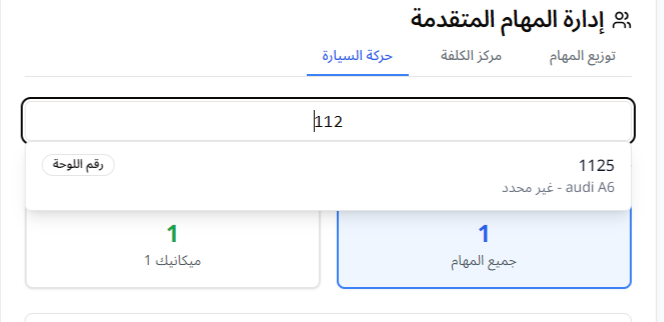 إدارة المهام المتقدمة
توزيع المهام
مركز الكلفة
حركة السيارة
112
1125
رقم اللوحة
audi A6 - غير محدد
1
جميع المهام
1
ميكانيك 1